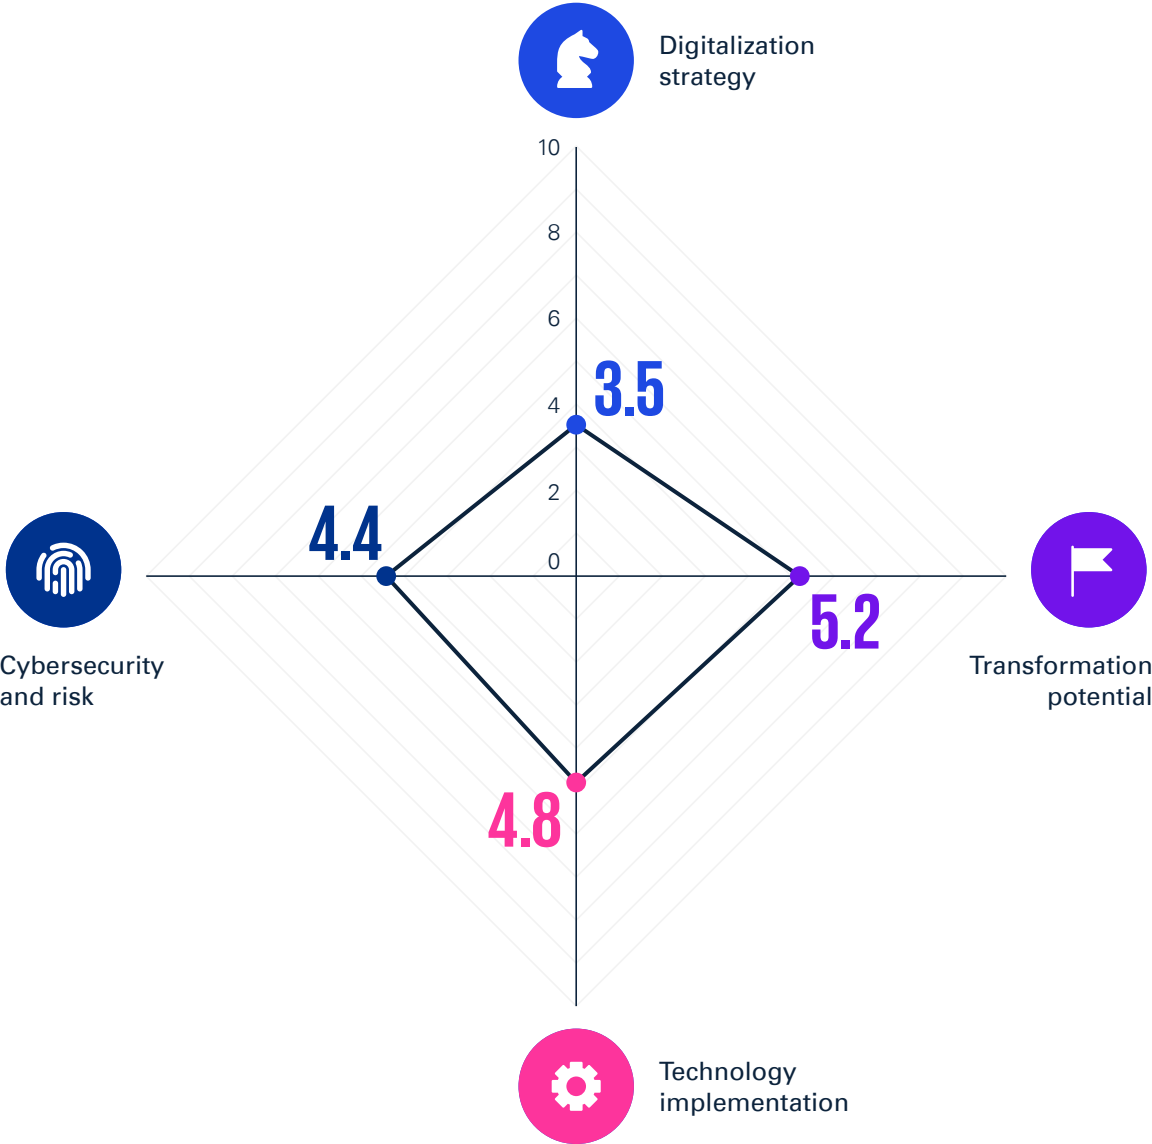 Digitalization
strategy
10
8
6
3.5
4
2
4.4
0
5.2
Cybersecurity
and risk
Transformation
potential
4.8
Technology
implementation